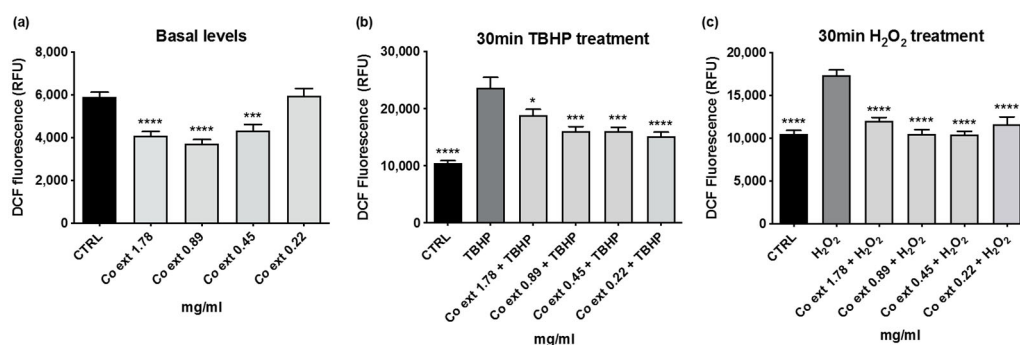 (a)
Basal levels
DCF fluorescence (RFU)
8,000
6,000
4,000
2,000
0
****
****
***
CTRL
Co ext 1.78
Co ext 0.89
Co ext 0.45
Co ext 0.22
mg/ml
(b)
30min TBHP treatment
DCF Fluorescence (RFU)
30,000
20,000
10,000
0
****
*
***
***
****
CTRL
TBHP
Co ext 1.78 + TBHP
Co ext 0.89 + TBHP
Co ext 0.45 + TBHP
Co ext 0.22 + TBHP
mg/ml
(c)
30min H₂O₂ treatment
DCF Fluorescence (RFU)
20,000
15,000
10,000
5,000
0
****
****
****
****
****
CTRL
H₂O₂
Co ext 1.78 + H₂O₂
Co ext 0.89 + H₂O₂
Co ext 0.45 + H₂O₂
Co ext 0.22 + H₂O₂
mg/ml